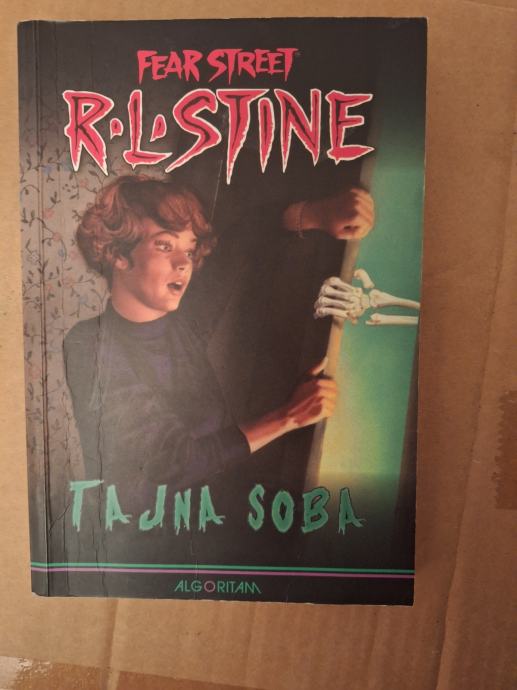 FEAR STREET
R•L•STINE
TAJNA SOBA
ALGORITAM